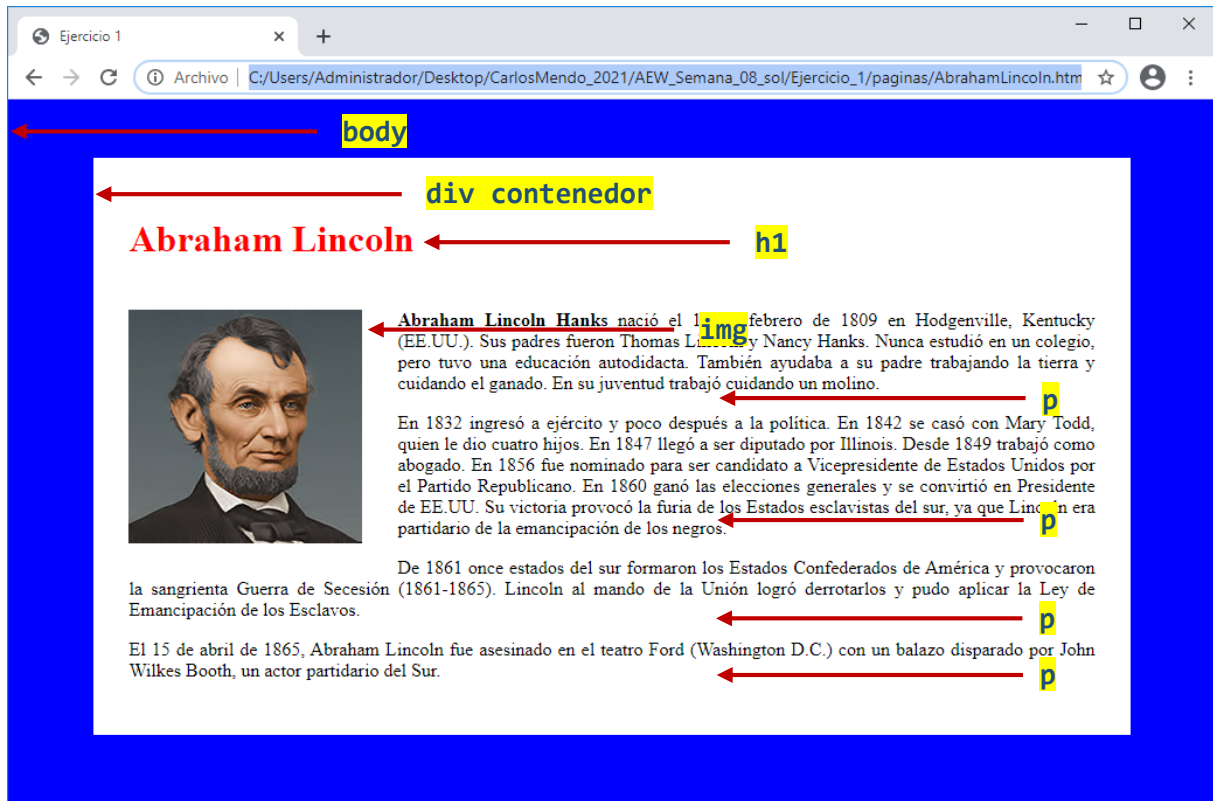 Ejercicio 1
Archivo | C:/Users/Administrador/Desktop/CarlosMendo_2021/AEW_Semana_08_sol/Ejercicio_1/paginas/AbrahamLincoln.htm
body
div contenedor
Abraham Lincoln
h1
Abraham Lincoln Hanks nació el febrero de 1809 en Hodgenville, Kentucky
img
(EE.UU.). Sus padres fueron Thomas y Nancy Hanks. Nunca estudió en un colegio,
pero tuvo una educación autodidacta. También ayudaba a su padre trabajando la tierra y
cuidando el ganado. En su juventud trabajó cuidando un molino.
p
En 1832 ingresó a ejército y poco después a la política. En 1842 se casó con Mary Todd,
quien le dio cuatro hijos. En 1847 llegó a ser diputado por Illinois. Desde 1849 trabajó como
abogado. En 1856 fue nominado para ser candidato a Vicepresidente de Estados Unidos por
el Partido Republicano. En 1860 ganó las elecciones generales y se convirtió en Presidente
de EE.UU. Su victoria provocó la furia de los Estados esclavistas del sur, ya que Lincoln era
partidario de la emancipación de los negros.
p
De 1861 once estados del sur formaron los Estados Confederados de América y provocaron
la sangrienta Guerra de Secesión (1861-1865). Lincoln al mando de la Unión logró derrotarlos y pudo aplicar la Ley de
Emancipación de los Esclavos.
p
El 15 de abril de 1865, Abraham Lincoln fue asesinado en el teatro Ford (Washington D.C.) con un balazo disparado por John
Wilkes Booth, un actor partidario del Sur.
p